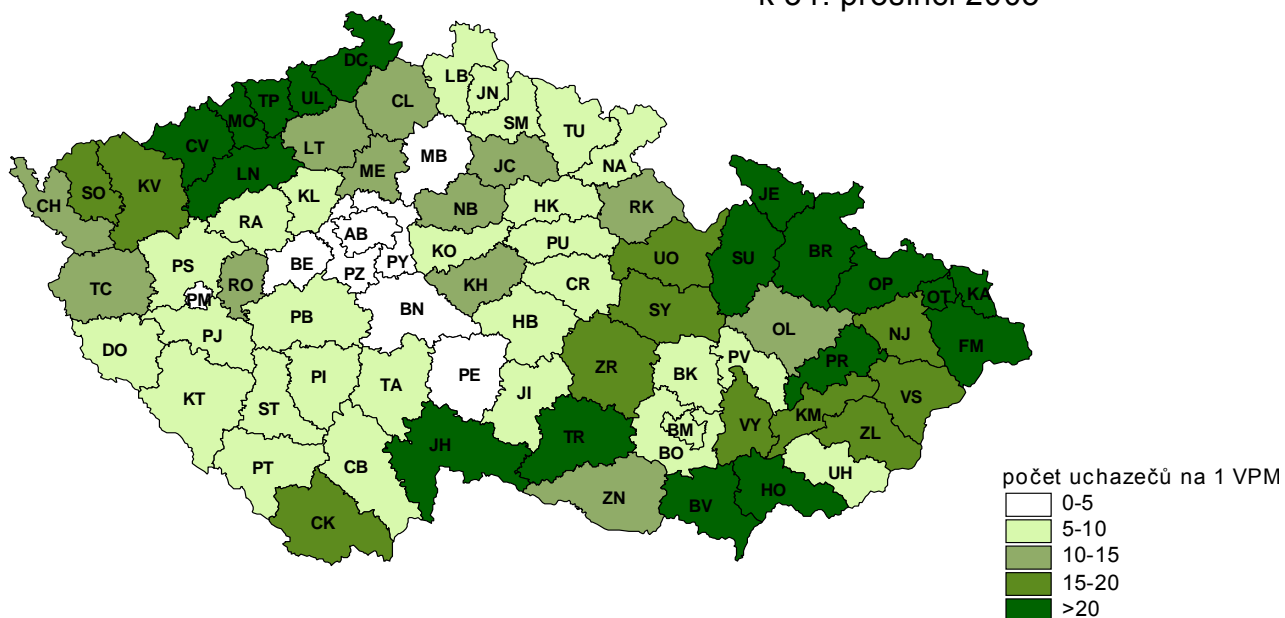 k 31. prosinci
DC
LB
JN
TP
UL
CL
MO
SM
TU
CV
LT
MB
ME
JC
NA
LN
SO
KV
KL
CH
RA
NB
HK
RK
JE
AB
KO
PU
UO
SU
BR
PS
BE
PZ
PY
KH
CR
OP
OT
KA
TC
PM
RO
BN
SY
OL
NJ
FM
DO
PJ
PB
HB
PV
PR
KT
ST
PI
TA
PE
JI
ZR
BK
VS
KM
JH
TR
BM
VY
ZL
BO
PT
CB
UH
CK
ZN
BV
HO
počet uchazečů na 1 VPM
0-5
5-10
10-15
15-20
>20